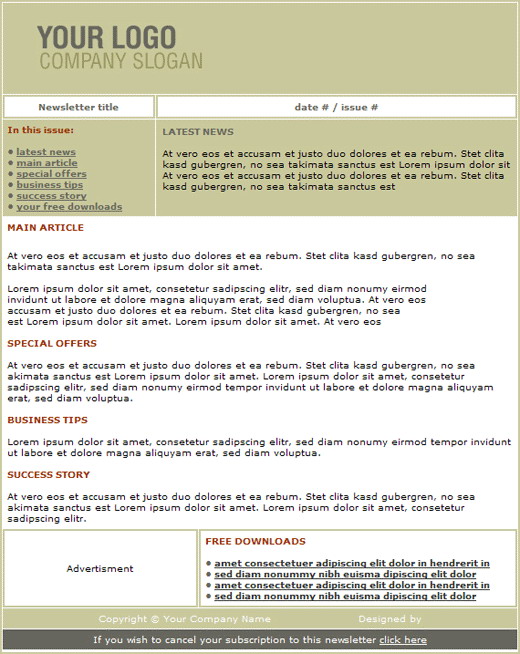 YOUR LOGO
COMPANY SLOGAN
Newsletter title
date # / issue #
In this issue:
• latest news
• main article
• special offers
• business tips
• success story
• your free downloads
LATEST NEWS
At vero eos et accusam et justo duo dolores et ea rebum. Stet clita
kasd gubergren, no sea takimata sanctus est Lorem ipsum dolor sit
At vero eos et accusam et justo duo dolores et ea rebum. Stet clita
kasd gubergren, no sea takimata sanctus est
MAIN ARTICLE
At vero eos et accusam et justo duo dolores et ea rebum. Stet clita kasd gubergren, no sea
takimata sanctus est Lorem ipsum dolor sit amet.
Lorem ipsum dolor sit amet, consetetur sadipscing elitr, sed diam nonumy eirmod
invidunt ut labore et dolore magna aliquyam erat, sed diam voluptua. At vero eos
accusam et justo duo dolores et ea rebum. Stet clita kasd gubergren, no sea
est Lorem ipsum dolor sit amet. Lorem ipsum dolor sit amet. At vero eos
SPECIAL OFFERS
At vero eos et accusam et justo duo dolores et ea rebum. Stet clita kasd gubergren, no sea
akimata sanctus est Lorem ipsum dolor sit amet. Lorem ipsum dolor sit amet, consetetur
sadipscing elitr, sed diam nonumy eirmod tempor invidunt ut labore et dolore magna aliquyam
erat, sed diam voluptua.
BUSINESS TIPS
Lorem ipsum dolor sit amet, consetetur sadipscing elitr, sed diam nonumy eirmod tempor invidunt
ut labore et dolore magna aliquyam erat, sed diam voluptua.
SUCCESS STORY
At vero eos et accusam et justo duo dolores et ea rebum. Stet clita kasd gubergren, no sea
akimata sanctus est Lorem ipsum dolor sit amet. Lorem ipsum dolor sit amet, consetetur
sadipscing elitr.
Advertisment
FREE DOWNLOADS
• amet consectetuer adipiscing elit dolor in hendrerit in
• sed diam nonummy nibh euisma dipiscing elit dolor
• amet consectetuer adipiscing elit dolor in hendrerit in
• sed diam nonummy nibh euisma dipiscing elit dolor
Copyright © Your Company Name
Designed by
If you wish to cancel your subscription to this newsletter click here